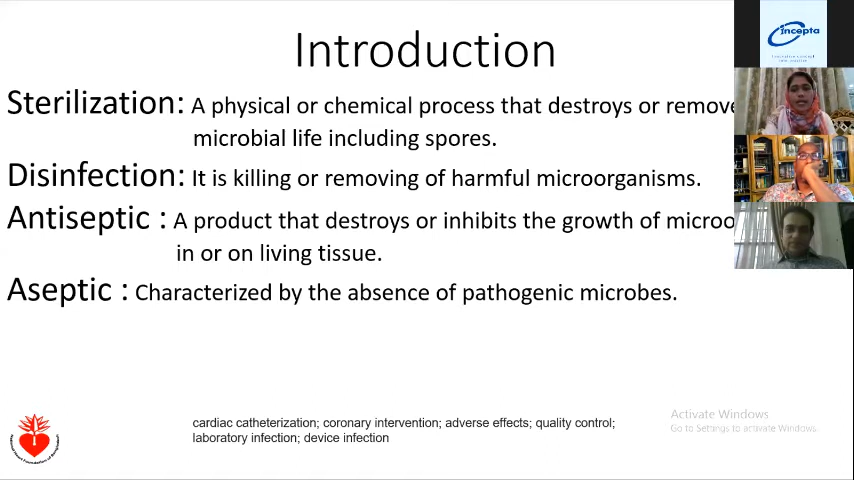 Introduction
Sterilization: A physical or chemical process that destroys or remove
microbial life including spores.
Disinfection: It is killing or removing of harmful microorganisms.
Antiseptic : A product that destroys or inhibits the growth of microo
in or on living tissue.
Aseptic : Characterized by the absence of pathogenic microbes.
cardiac catheterization; coronary intervention; adverse effects; quality control;
laboratory infection; device infection
Activate Windows
Go to Settings to activate Windows.
incepta